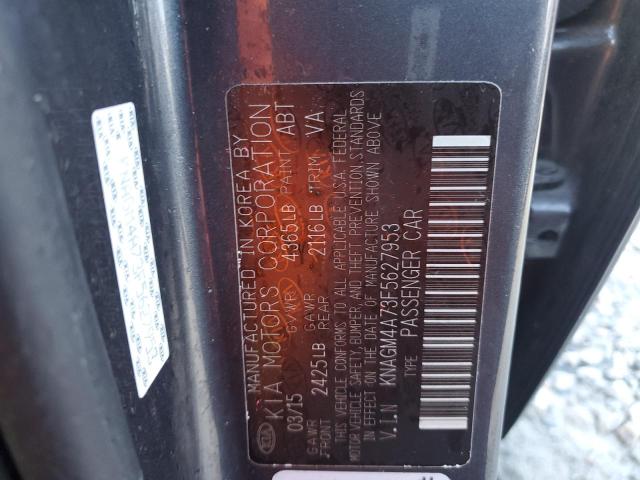 MANUFACTURED IN KOREA BY
KIA MOTORS CORPORATION
03/15 GVWR 4365LB PAINT ABT
GAWR FRONT 2425LB GAWR REAR 2116LB TRIM VA
THIS VEHICLE CONFORMS TO ALL APPLICABLE U.S.A. FEDERAL
MOTOR VEHICLE SAFETY, BUMPER, AND THEFT PREVENTION STANDARDS
IN EFFECT ON THE DATE OF MANUFACTURE SHOWN ABOVE
V.I.N KNAGM4A73F5627953
TYPE PASSENGER CAR